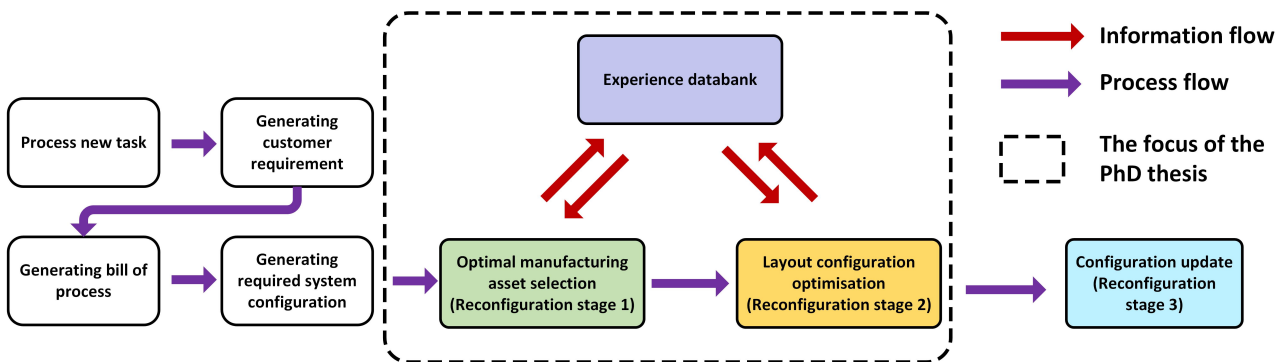 Process new task
Generating
customer
requirement
Generating bill of
process
Generating
required system
configuration
Experience databank
Optimal manufacturing
asset selection
(Reconfiguration stage 1)
Layout configuration
optimisation
(Reconfiguration stage 2)
Configuration update
(Reconfiguration
stage 3)
Information flow
Process flow
The focus of the
PhD thesis